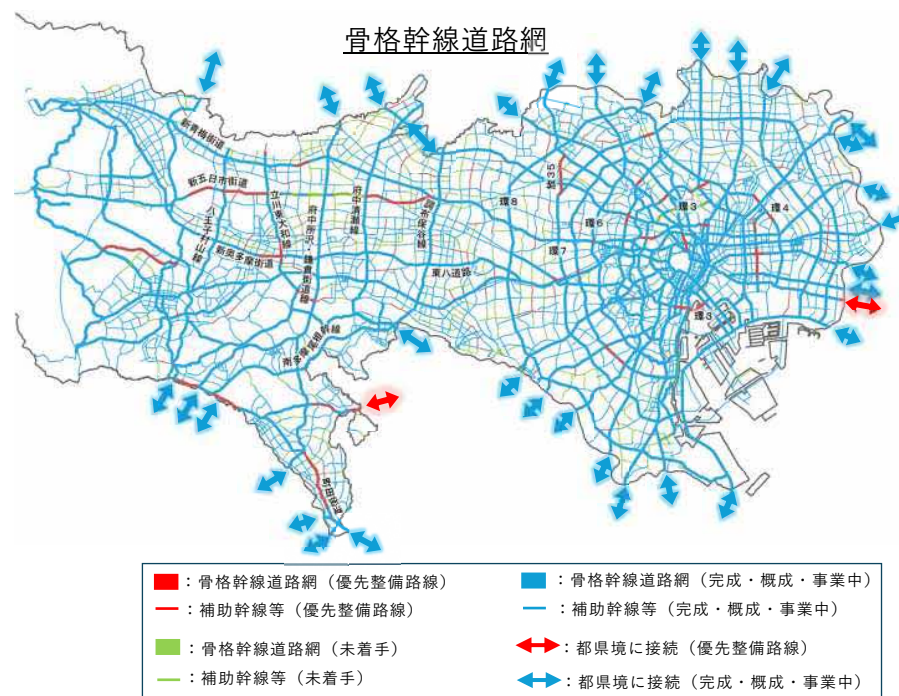 骨格幹線道路網
新青梅街道
新五日市街道
立川東大和線
八王子村山線
新奥多摩街道
府中所沢・鎌倉街道線
府中清瀬線
調布保谷線
東八道路
南多摩尾根幹線
町田街道
放35
環8
環7
環6
環3
環4
環3
：骨格幹線道路網（優先整備路線）
：補助幹線等（優先整備路線）
：骨格幹線道路網（未着手）
：補助幹線等（未着手）
：骨格幹線道路網（完成・概成・事業中）
：補助幹線等（完成・概成・事業中）
：都県境に接続（優先整備路線）
：都県境に接続（完成・概成・事業中）